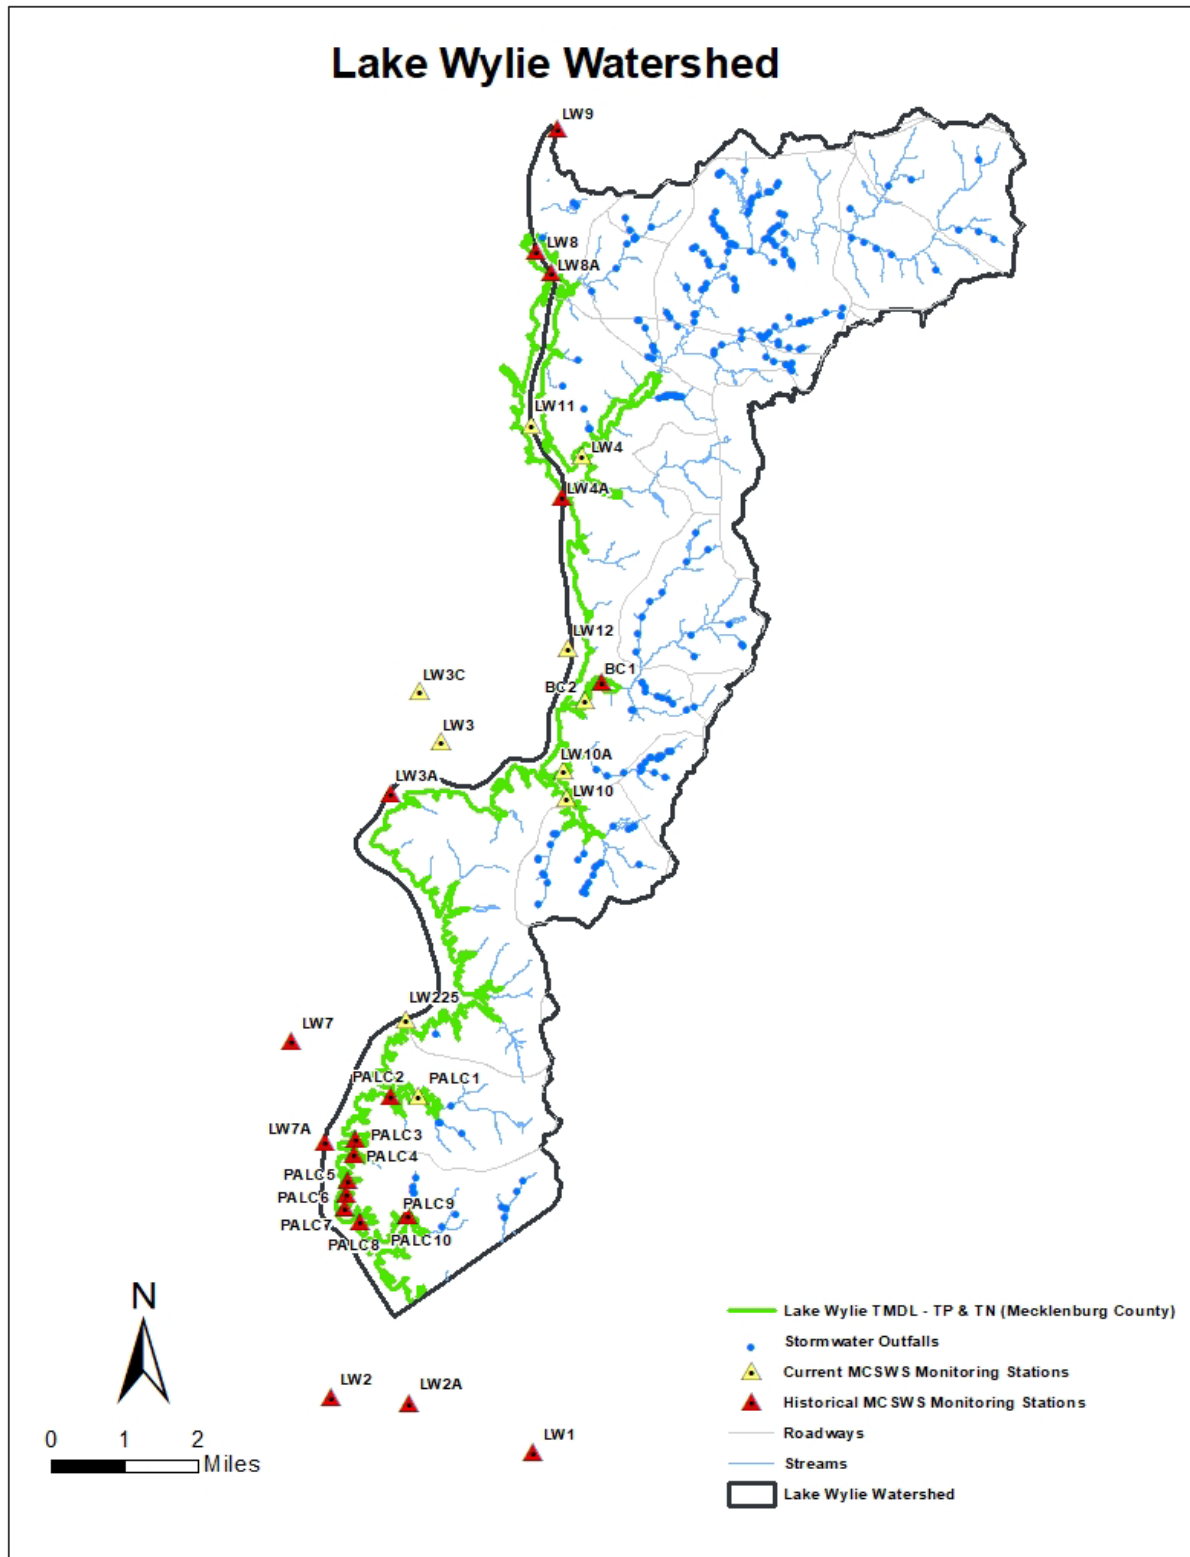 Lake Wylie Watershed
LW9
LW8
LW8A
LW11
LW4
LW4A
LW12
BC1
LW3C
BC2
LW3
LW10A
LW3A
LW10
LW225
LW7
PALC2
PALC1
LW7A
PALC3
PALC4
PALC5
PALC6
PALC9
PALC7
PALC8
PALC10
N
Lake Wylie TMDL - TP & TN (Mecklenburg County)
Stormwater Outfalls
Current MCSWS Monitoring Stations
Historical MCSWS Monitoring Stations
Roadways
Streams
Lake Wylie Watershed
LW2
LW2A
LW1
0 1 2
Miles